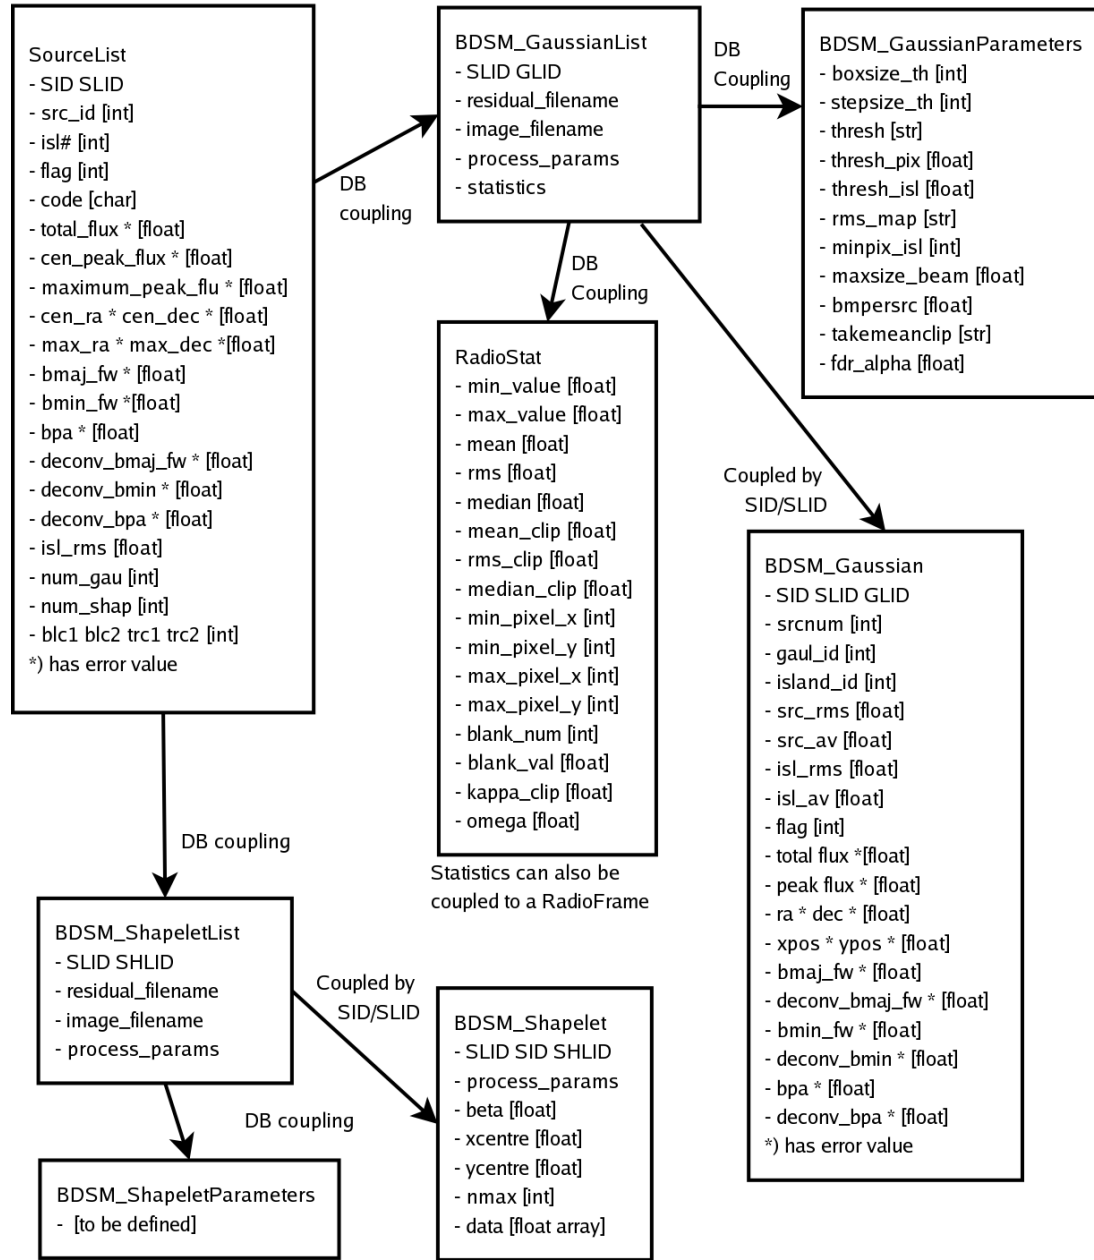 SourceList
- SID SLID
- src_id [int]
- isl# [int]
- flag [int]
- code [char]
- total_flux * [float]
- cen_peak_flux * [float]
- maximum_peak_flu * [float]
- cen_ra * cen_dec * [float]
- max_ra * max_dec *[float]
- bmaj_fw * [float]
- bmin_fw *[float]
- bpa * [float]
- deconv_bmaj_fw * [float]
- deconv_bmin * [float]
- deconv_bpa * [float]
- isl_rms [float]
- num_gau [int]
- num_shap [int]
- blc1 blc2 trc1 trc2 [int]
*) has error value
DB
coupling
BDSM_GaussianList
- SLID GLID
- residual_filename
- image_filename
- process_params
- statistics
DB
Coupling
BDSM_GaussianParameters
- boxsize_th [int]
- stepsize_th [int]
- thresh [str]
- thresh_pix [float]
- thresh_isl [float]
- rms_map [str]
- minpix_isl [int]
- maxsize_beam [float]
- bmpersrc [float]
- takemeanclip [str]
- fdr_alpha [float]
DB
Coupling
RadioStat
- min_value [float]
- max_value [float]
- mean [float]
- rms [float]
- median [float]
- mean_clip [float]
- rms_clip [float]
- median_clip [float]
- min_pixel_x [int]
- min_pixel_y [int]
- max_pixel_x [int]
- max_pixel_y [int]
- blank_num [int]
- blank_val [float]
- kappa_clip [float]
- omega [float]
Statistics can also be
coupled to a RadioFrame
Coupled by
SID/SLID
BDSM_Gaussian
- SID SLID GLID
- srcnum [int]
- gaul_id [int]
- island_id [int]
- src_rms [float]
- src_av [float]
- isl_rms [float]
- isl_av [float]
- flag [int]
- total flux *[float]
- peak flux * [float]
- ra * dec * [float]
- xpos * ypos * [float]
- bmaj_fw * [float]
- deconv_bmaj_fw * [float]
- bmin_fw * [float]
- deconv_bmin * [float]
- bpa * [float]
- deconv_bpa * [float]
*) has error value
DB coupling
BDSM_ShapeletList
- SLID SHLID
- residual_filename
- image_filename
- process_params
Coupled by
SID/SLID
BDSM_Shapelet
- SLID SID SHLID
- process_params
- beta [float]
- xcentre [float]
- ycentre [float]
- nmax [int]
- data [float array]
DB coupling
BDSM_ShapeletParameters
- [to be defined]